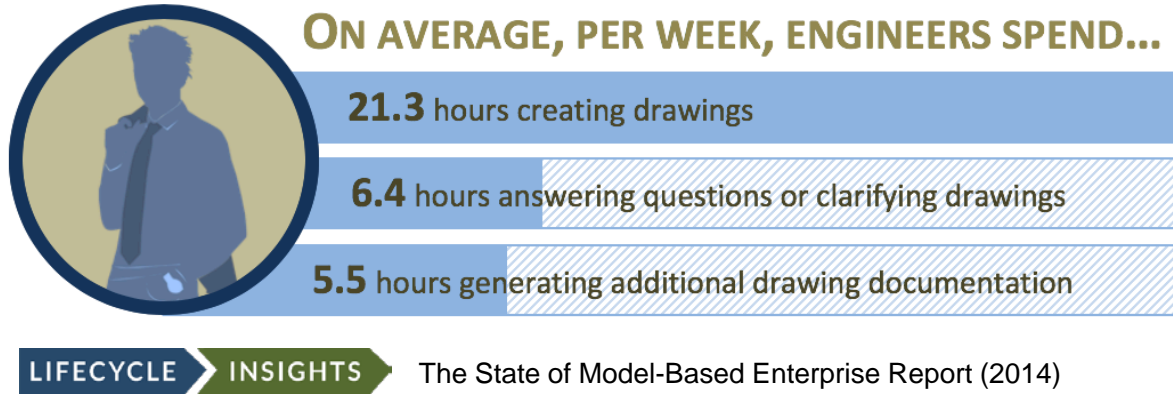 ON AVERAGE, PER WEEK, ENGINEERS SPEND...
21.3 hours creating drawings
6.4 hours answering questions or clarifying drawings
5.5 hours generating additional drawing documentation
LIFECYCLE INSIGHTS The State of Model-Based Enterprise Report (2014)